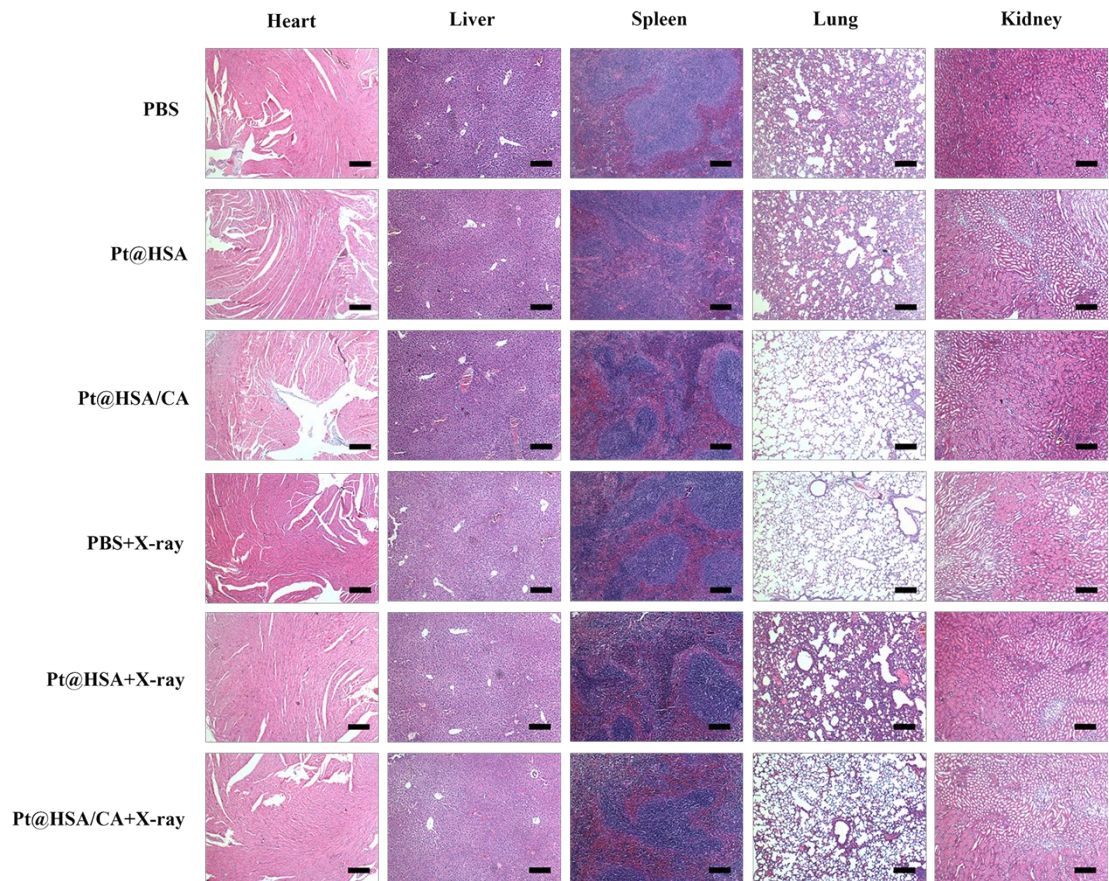 Heart Liver Spleen Lung Kidney
PBS
Pt@HSA
Pt@HSA/CA
PBS+X-ray
Pt@HSA+X-ray
Pt@HSA/CA+X-ray